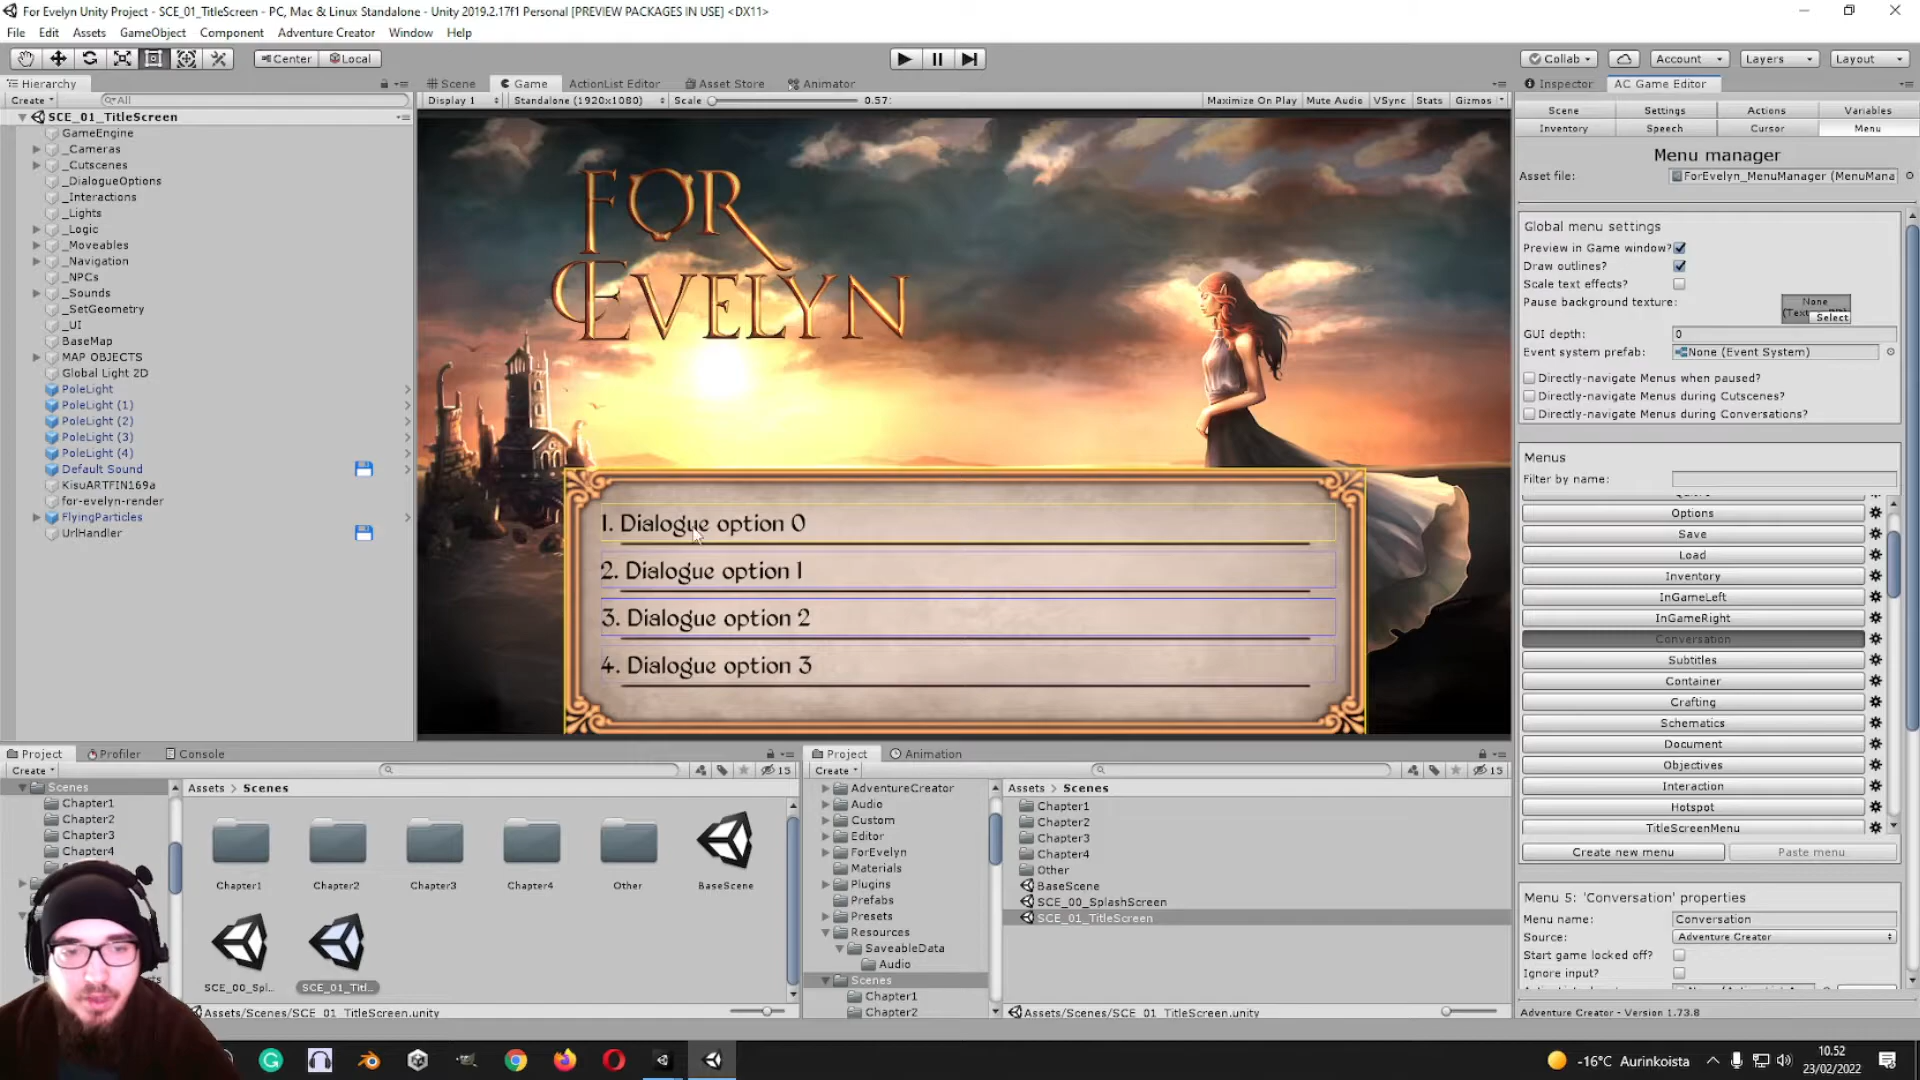 For Evelyn Unity Project - SCE_01_TitleScreen - PC, Mac & Linux Standalone - Unity 2019.2.17f1 Personal [PREVIEW PACKAGES IN USE] <DX11>
File Edit Assets GameObject Component Adventure Creator Window Help
Center Local Collab Account Layers Layout
Hierarchy
Create All
SCE_01_TitleScreen
GameEngine
_Cameras
_Cutscenes
_DialogueOptions
_Interactions
_Lights
_Logic
_Moveables
_Navigation
_NPCs
_Sounds
_SetGeometry
_UI
BaseMap
MAP OBJECTS
Global Light 2D
PoleLight
PoleLight (1)
PoleLight (2)
PoleLight (3)
PoleLight (4)
Default Sound
KisuARTFIN169a
for-evelyn-render
FlyingParticles
UrlHandler
Scene Game ActionList Editor Asset Store Animator
Display 1 Standalone (1920x1080) Scale 0.57: Maximize On Play Mute Audio VSync Stats Gizmos
FOR
EVELYN
1. Dialogue option 0
2. Dialogue option 1
3. Dialogue option 2
4. Dialogue option 3
Inspector AC Game Editor
Scene Settings Actions Variables
Inventory Speech Cursor Menu
Menu manager
Asset file: ForEvelyn_MenuManager (MenuMana
Global menu settings
Preview in Game window?
Draw outlines?
Scale text effects?
Pause background texture: None
(Text Select
GUI depth: 0
Event system prefab: None (Event System)
Directly-navigate Menus when paused?
Directly-navigate Menus during Cutscenes?
Directly-navigate Menus during Conversations?
Menus
Filter by name:
Options
Save
Load
Inventory
InGameLeft
InGameRight
Conversation
Subtitles
Container
Crafting
Schematics
Document
Objectives
Interaction
Hotspot
TitleScreenMenu
Create new menu Paste menu
Menu 5: 'Conversation' properties
Menu name: Conversation
Source: Adventure Creator
Start game locked off?
Ignore input?
Adventure Creator - Version 1.73.8
Project Profiler Console
Create 15
Scenes
Chapter1
Chapter2
Chapter3
Chapter4
Assets > Scenes
Chapter1 Chapter2 Chapter3 Chapter4 Other BaseScene
SCE_00_Spl... SCE_01_Titl...
Assets/Scenes/SCE_01_TitleScreen.unity
Project Animation
Create 15
AdventureCreator
Audio
Custom
Editor
ForEvelyn
Materials
Plugins
Prefabs
Presets
Resources
SaveableData
Audio
Scenes
Chapter1
Chapter2
Assets > Scenes
Chapter1
Chapter2
Chapter3
Chapter4
Other
BaseScene
SCE_00_SplashScreen
SCE_01_TitleScreen
Assets/Scenes/SCE_01_TitleScreen.unity
-16°C Aurinkoista
10.52
23/02/2022